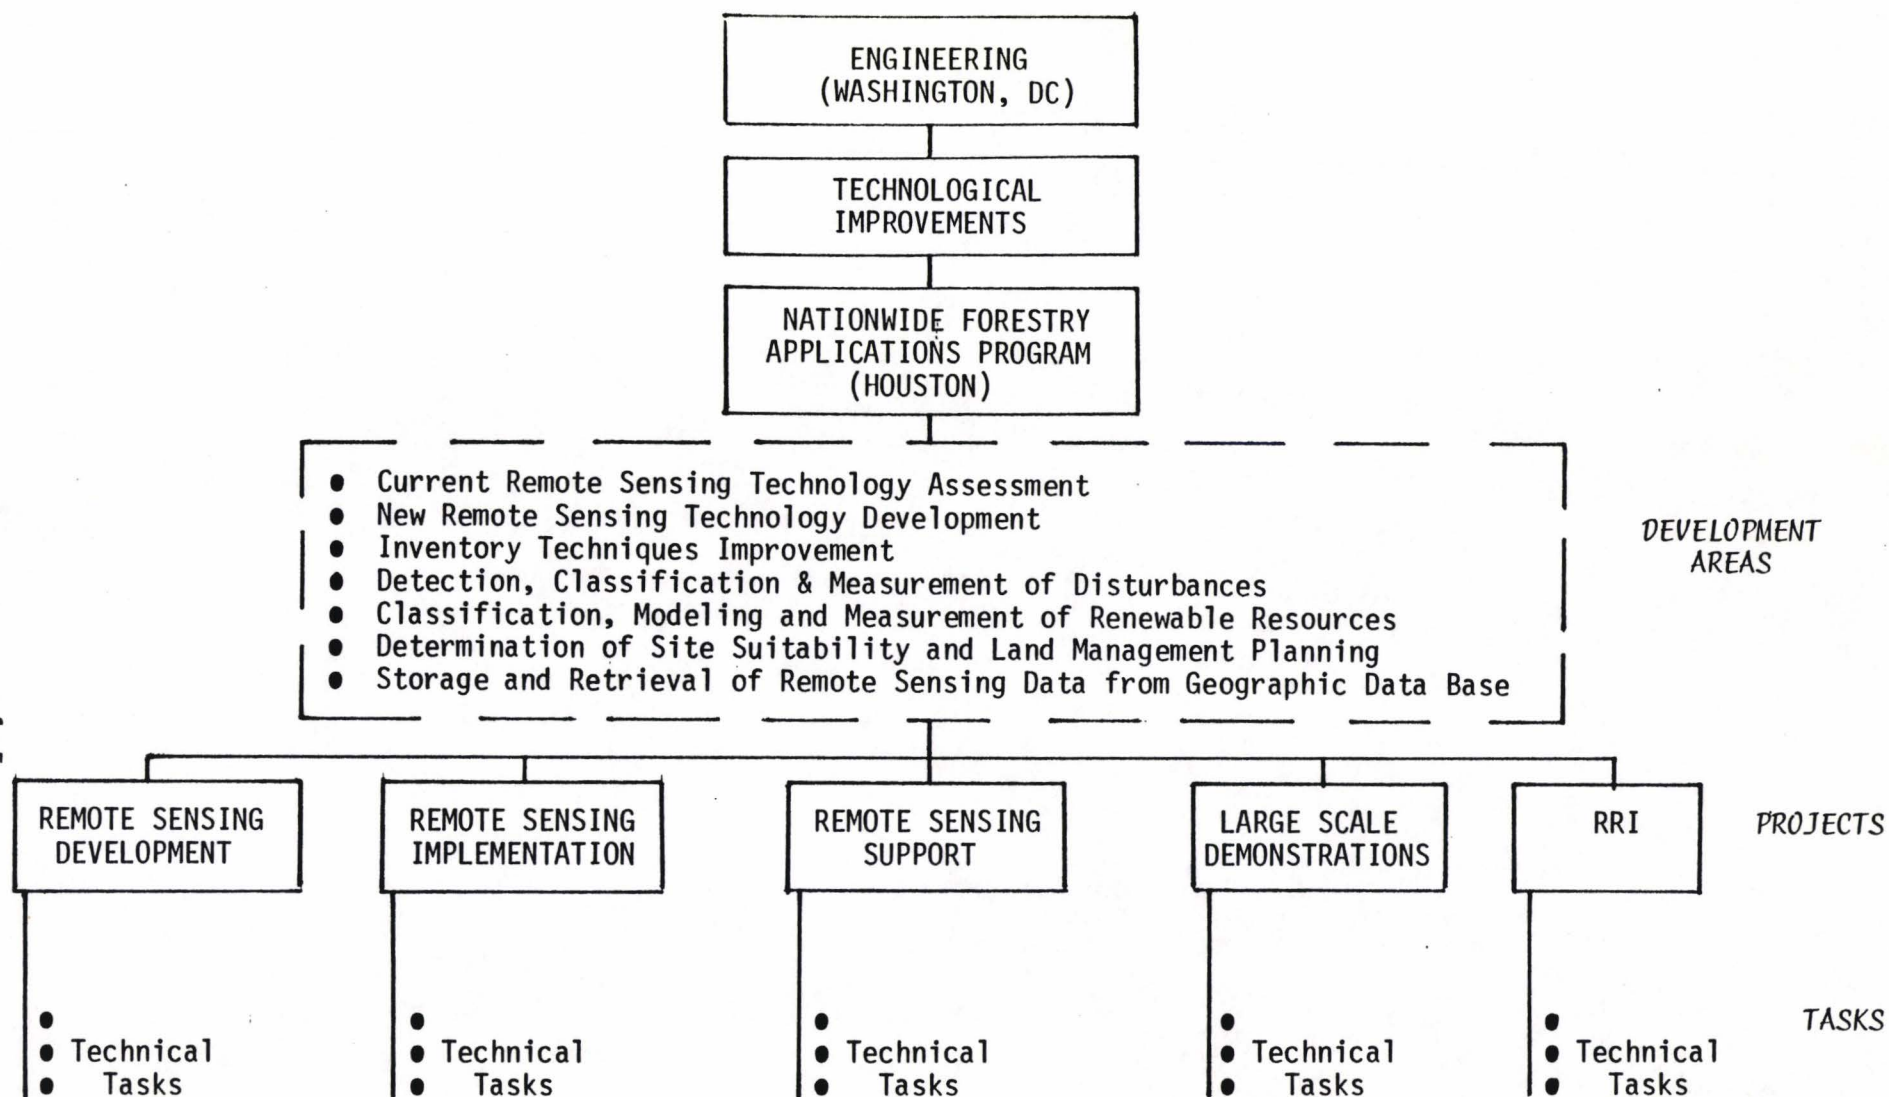 ENGINEERING
(WASHINGTON, DC)
TECHNOLOGICAL
IMPROVEMENTS
NATIONWIDE FORESTRY
APPLICATIONS PROGRAM
(HOUSTON)
● Current Remote Sensing Technology Assessment
● New Remote Sensing Technology Development
● Inventory Techniques Improvement
● Detection, Classification & Measurement of Disturbances
● Classification, Modeling and Measurement of Renewable Resources
● Determination of Site Suitability and Land Management Planning
● Storage and Retrieval of Remote Sensing Data from Geographic Data Base
DEVELOPMENT
AREAS
REMOTE SENSING
DEVELOPMENT
REMOTE SENSING
IMPLEMENTATION
REMOTE SENSING
SUPPORT
LARGE SCALE
DEMONSTRATIONS
RRI
PROJECTS
●
● Technical
● Tasks
●
● Technical
● Tasks
●
● Technical
● Tasks
●
● Technical
● Tasks
●
● Technical
● Tasks
TASKS